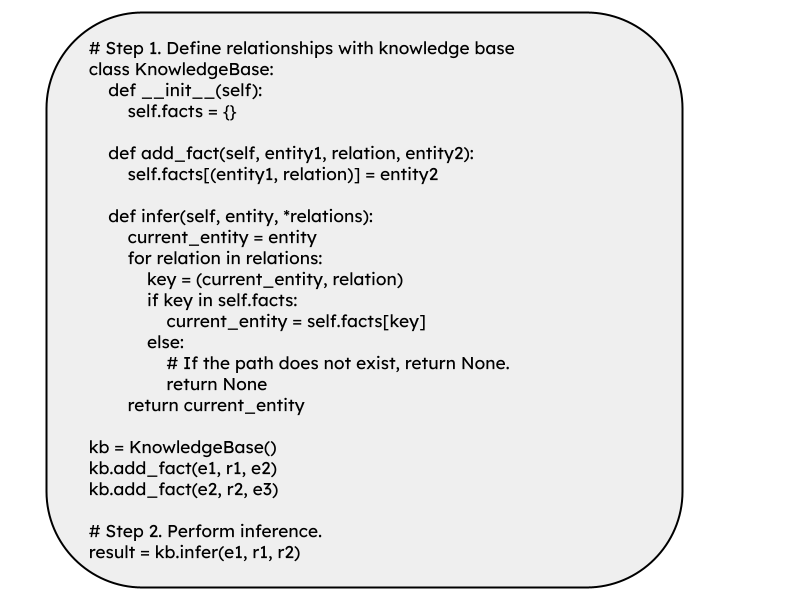 # Step 1. Define relationships with knowledge base
class KnowledgeBase:
    def __init__(self):
        self.facts = {}

    def add_fact(self, entity1, relation, entity2):
        self.facts[(entity1, relation)] = entity2

    def infer(self, entity, *relations):
        current_entity = entity
        for relation in relations:
            key = (current_entity, relation)
            if key in self.facts:
                current_entity = self.facts[key]
            else:
                # If the path does not exist, return None.
                return None
        return current_entity

kb = KnowledgeBase()
kb.add_fact(e1, r1, e2)
kb.add_fact(e2, r2, e3)

# Step 2. Perform inference.
result = kb.infer(e1, r1, r2)